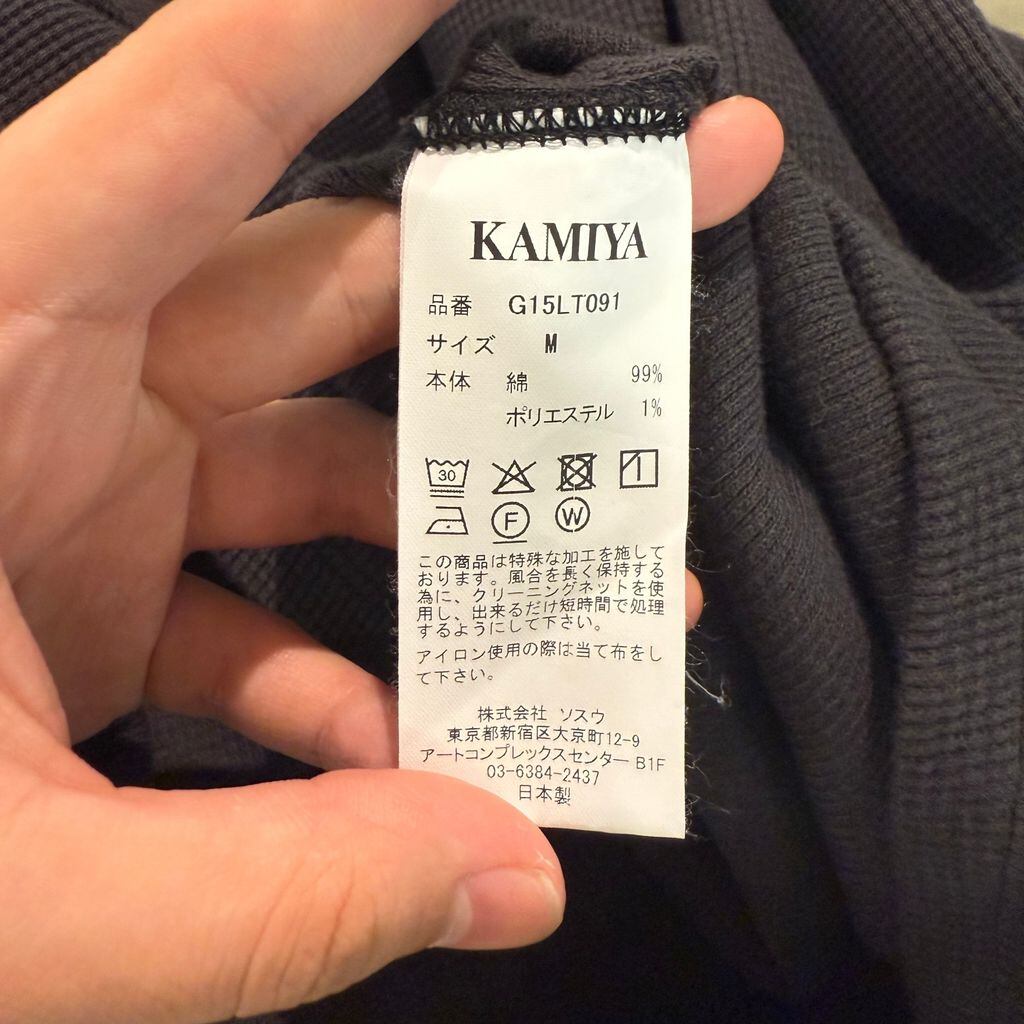 KAMIYA
品番 G15LT091
サイズ M
本体 綿 99%
ポリエステル 1%
30
F W
この商品は特殊な加工を施して
おります。風合を長く保持する
為に、クリーニングネットを使
用し、出来るだけ短時間で処理
するようにして下さい。
アイロン使用の際は当て布をし
て下さい。
株式会社 ソスウ
東京都新宿区大京町12-9
アートコンプレックスセンター B1F
03-6384-2437
日本製